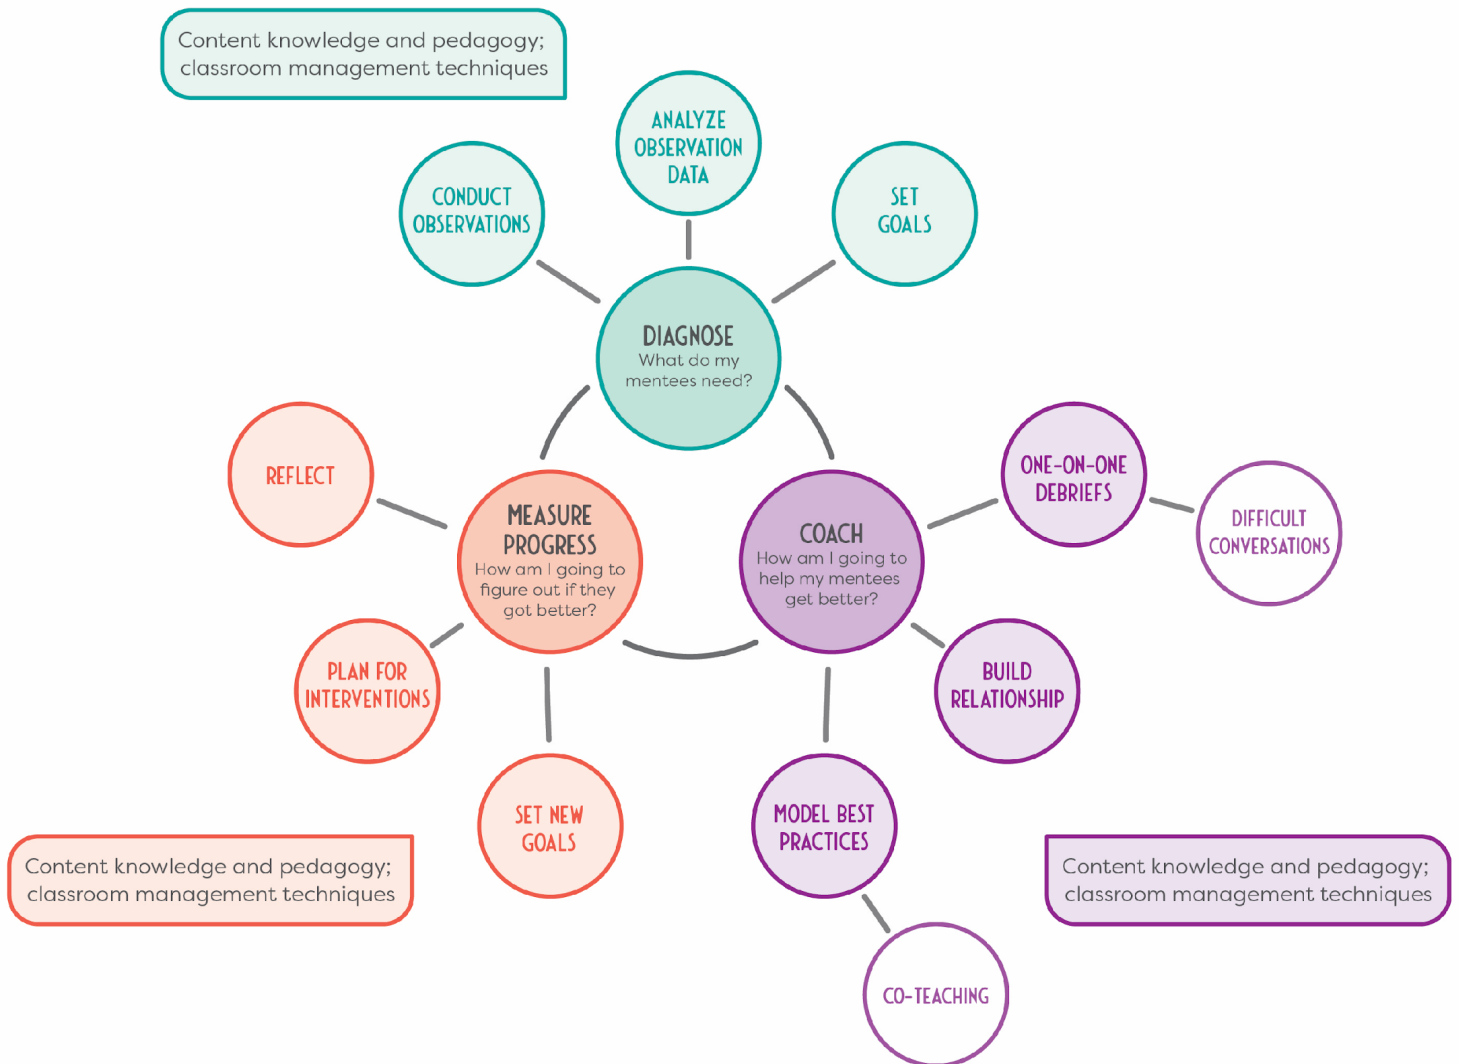 Content knowledge and pedagogy;
classroom management techniques
ANALYZE
OBSERVATION
DATA
CONDUCT
OBSERVATIONS
SET
GOALS
DIAGNOSE
What do my
mentees need?
REFLECT
MEASURE
PROGRESS
How am I going to
figure out if they
got better?
COACH
How am I going to
help my mentees
get better?
ONE-ON-ONE
DEBRIEFS
DIFFICULT
CONVERSATIONS
PLAN FOR
INTERVENTIONS
BUILD
RELATIONSHIP
SET NEW
GOALS
MODEL BEST
PRACTICES
Content knowledge and pedagogy;
classroom management techniques
Content knowledge and pedagogy;
classroom management techniques
CO-TEACHING